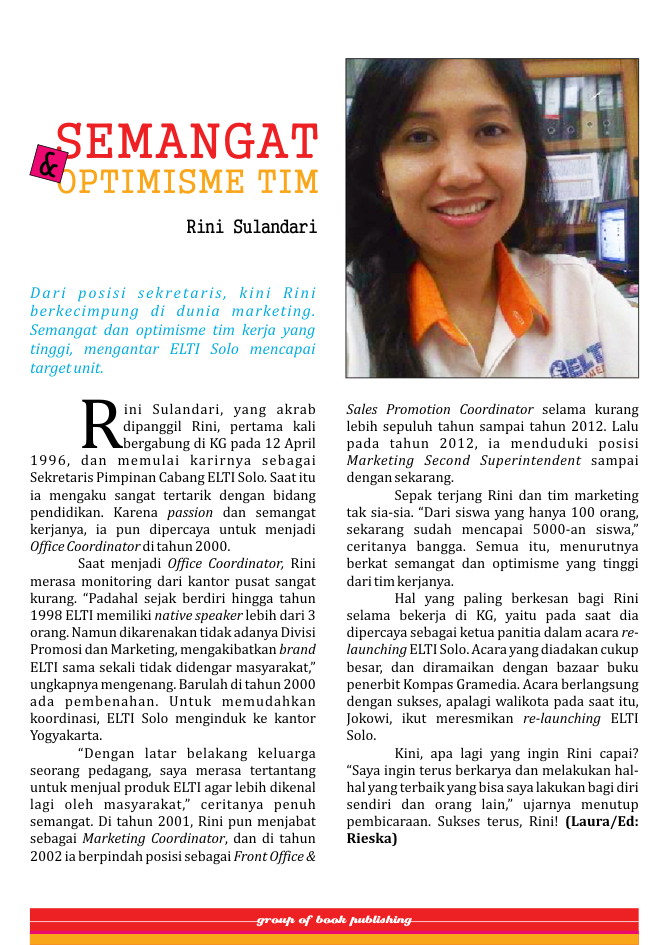 SEMANGAT
&
OPTIMISME TIM
Rini Sulandari
Dari posisi sekretaris, kini Rini
berkecimpung di dunia marketing.
Semangat dan optimisme tim kerja yang
tinggi, mengantar ELTI Solo mencapai
target unit.
Rini Sulandari, yang akrab
dipanggil Rini, pertama kali
bergabung di KG pada 12 April
1996, dan memulai karirnya sebagai
Sekretaris Pimpinan Cabang ELTI Solo. Saat itu
ia mengaku sangat tertarik dengan bidang
pendidikan. Karena passion dan semangat
kerjanya, ia pun dipercaya untuk menjadi
Office Coordinator di tahun 2000.
Saat menjadi Office Coordinator, Rini
merasa monitoring dari kantor pusat sangat
kurang. “Padahal sejak berdiri hingga tahun
1998 ELTI memiliki native speaker lebih dari 3
orang. Namun dikarenakan tidak adanya Divisi
Promosi dan Marketing, mengakibatkan brand
ELTI sama sekali tidak didengar masyarakat,”
ungkapnya mengenang. Barulah di tahun 2000
ada pembenahan. Untuk memudahkan
koordinasi, ELTI Solo menginduk ke kantor
Yogyakarta.
“Dengan latar belakang keluarga
seorang pedagang, saya merasa tertantang
untuk menjual produk ELTI agar lebih dikenal
lagi oleh masyarakat,” ceritanya penuh
semangat. Di tahun 2001, Rini pun menjabat
sebagai Marketing Coordinator, dan di tahun
2002 ia berpindah posisi sebagai Front Office &
ELTI
Sales Promotion Coordinator selama kurang
lebih sepuluh tahun sampai tahun 2012. Lalu
pada tahun 2012, ia menduduki posisi
Marketing Second Superintendent sampai
dengan sekarang.
Sepak terjang Rini dan tim marketing
tak sia-sia. “Dari siswa yang hanya 100 orang,
sekarang sudah mencapai 5000-an siswa,”
ceritanya bangga. Semua itu, menurutnya
berkat semangat dan optimisme yang tinggi
dari tim kerjanya.
Hal yang paling berkesan bagi Rini
selama bekerja di KG, yaitu pada saat dia
dipercaya sebagai ketua panitia dalam acara re-
launching ELTI Solo. Acara yang diadakan cukup
besar, dan diramaikan dengan bazaar buku
penerbit Kompas Gramedia. Acara berlangsung
dengan sukses, apalagi walikota pada saat itu,
Jokowi, ikut meresmikan re-launching ELTI
Solo.
Kini, apa lagi yang ingin Rini capai?
“Saya ingin terus berkarya dan melakukan hal-
hal yang terbaik yang bisa saya lakukan bagi diri
sendiri dan orang lain,” ujarnya menutup
pembicaraan. Sukses terus, Rini! (Laura/Ed:
Rieska)
group of book publishing